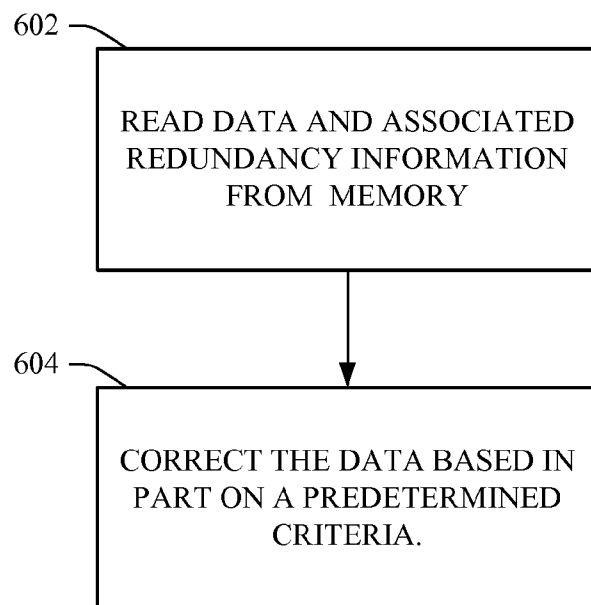 602
READ DATA AND ASSOCIATED
REDUNDANCY INFORMATION
FROM MEMORY
604
CORRECT THE DATA BASED IN
PART ON A PREDETERMINED
CRITERIA.